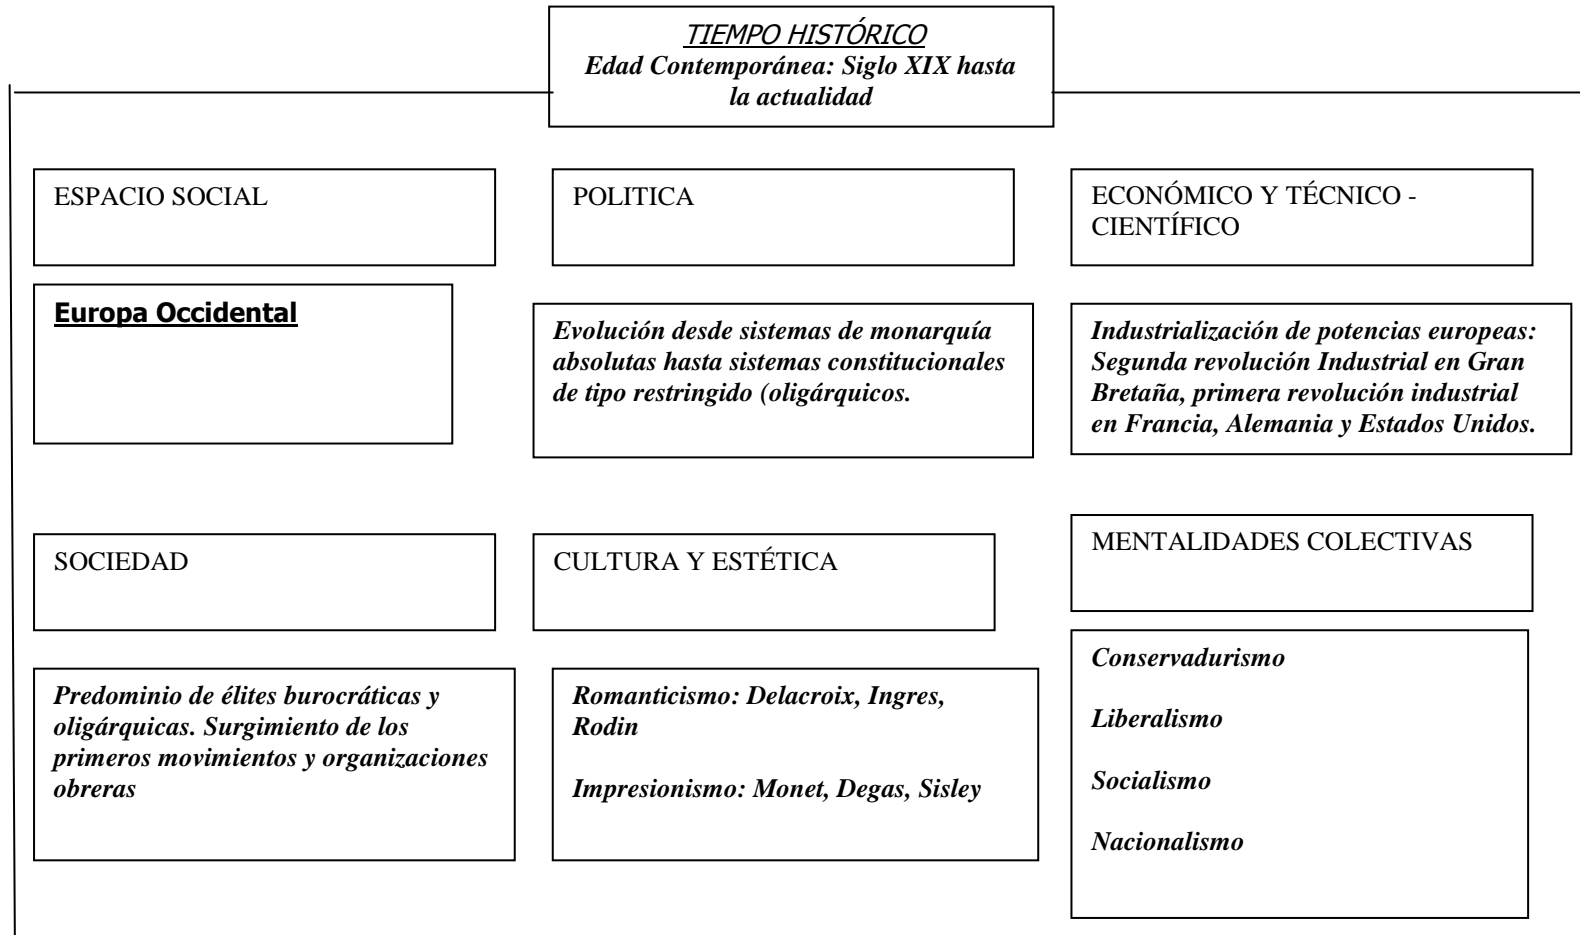 TIEMPO HISTÓRICO
Edad Contemporánea: Siglo XIX hasta
la actualidad
ESPACIO SOCIAL
POLITICA
ECONÓMICO Y TÉCNICO -
CIENTÍFICO
Europa Occidental
Evolución desde sistemas de monarquía
absolutas hasta sistemas constitucionales
de tipo restringido (oligárquicos.
Industrialización de potencias europeas:
Segunda revolución Industrial en Gran
Bretaña, primera revolución industrial
en Francia, Alemania y Estados Unidos.
SOCIEDAD
CULTURA Y ESTÉTICA
MENTALIDADES COLECTIVAS
Predominio de élites burocráticas y
oligárquicas. Surgimiento de los
primeros movimientos y organizaciones
obreras
Romanticismo: Delacroix, Ingres,
Rodin
Impresionismo: Monet, Degas, Sisley
Conservadurismo
Liberalismo
Socialismo
Nacionalismo